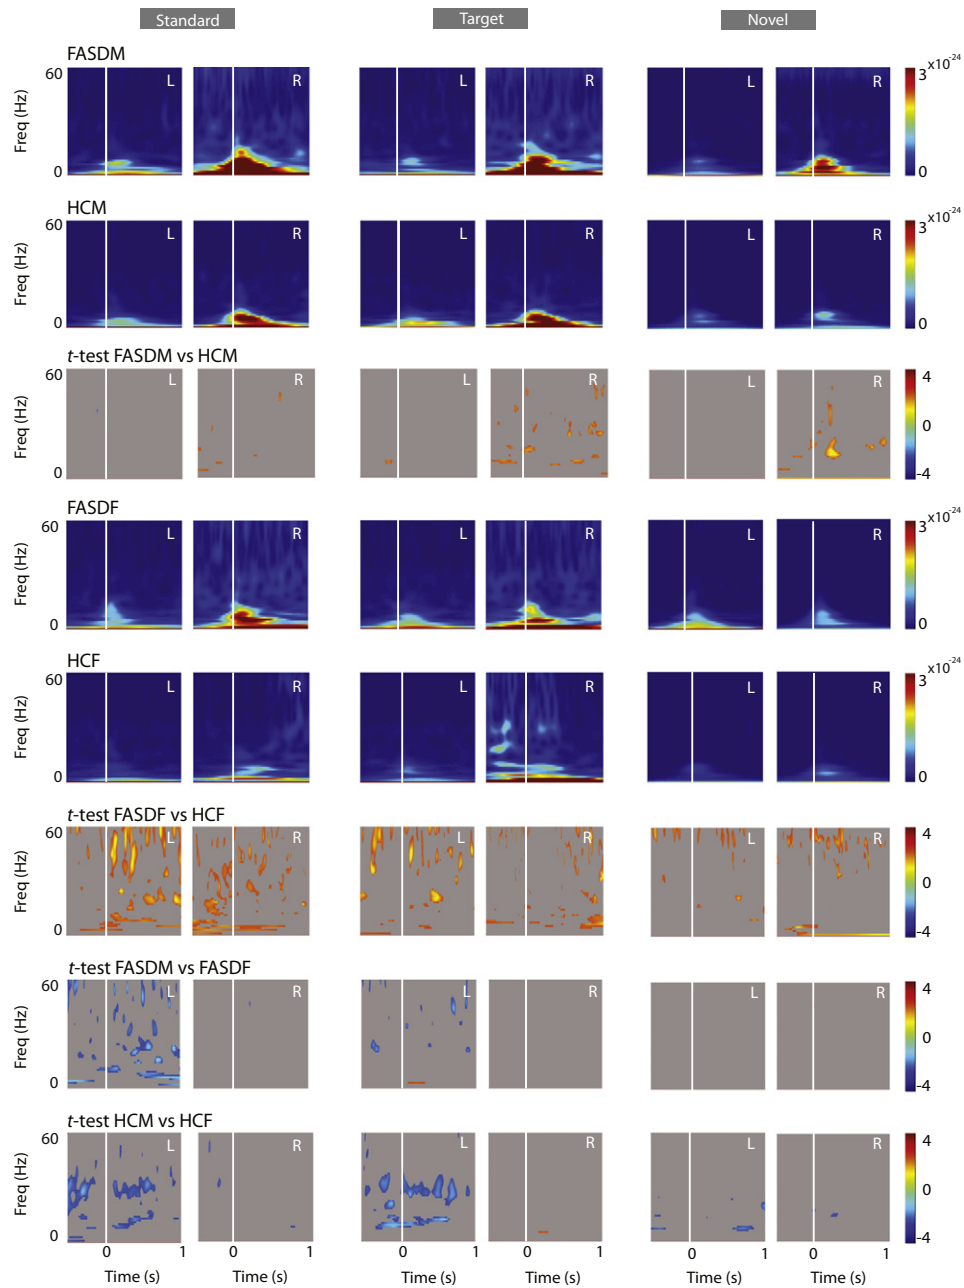 Standard Target Novel
FASDM
60 L R L R L R 3 x10-24
Freq (Hz)
0 0
HCM
60 L R L R L R 3 x10-24
Freq (Hz)
0 0
t-test FASDM vs HCM
60 L R L R L R 4
Freq (Hz) 0
0 -4
FASDF
60 L R L R L R 3 x10-24
Freq (Hz)
0 0
HCF
60 L R L R L R 3 x10-24
Freq (Hz)
0 0
t-test FASDF vs HCF
60 L R L R L R 4
Freq (Hz) 0
0 -4
t-test FASDM vs FASDF
60 L R L R L R 4
Freq (Hz) 0
0 -4
t-test HCM vs HCF
60 L R L R L R 4
Freq (Hz) 0
0 -4
0 1 0 1 0 1 0 1 0 1 0 1
Time (s) Time (s) Time (s) Time (s) Time (s) Time (s)